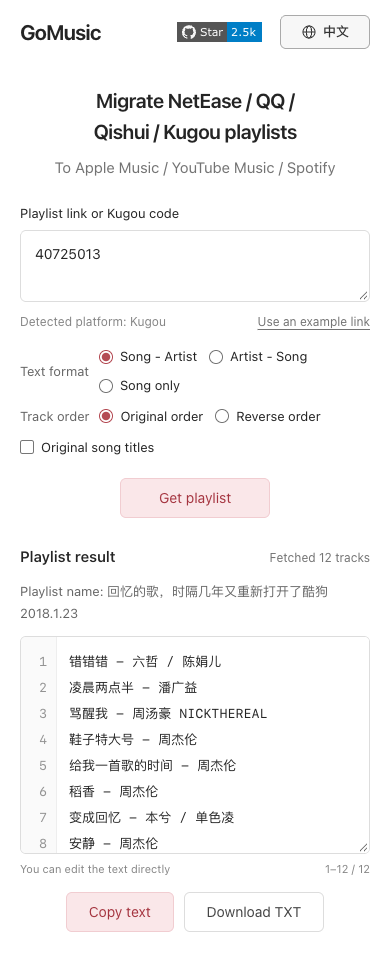 GoMusic
Star 2.5k
中文
Migrate NetEase / QQ /
Qishui / Kugou playlists
To Apple Music / YouTube Music / Spotify
Playlist link or Kugou code
40725013
Detected platform: Kugou
Use an example link
Text format
Song - Artist
Artist - Song
Song only
Track order
Original order
Reverse order
Original song titles
Get playlist
Playlist result
Fetched 12 tracks
Playlist name: 回忆的歌，时隔几年又重新打开了酷狗
2018.1.23
1 错错错 – 六哲 / 陈娟儿
2 凌晨两点半 – 潘广益
3 骂醒我 – 周汤豪 NICKTHEREAL
4 鞋子特大号 – 周杰伦
5 给我一首歌的时间 – 周杰伦
6 稻香 – 周杰伦
7 变成回忆 – 本兮 / 单色凌
8 安静 – 周杰伦
You can edit the text directly
1–12 / 12
Copy text
Download TXT